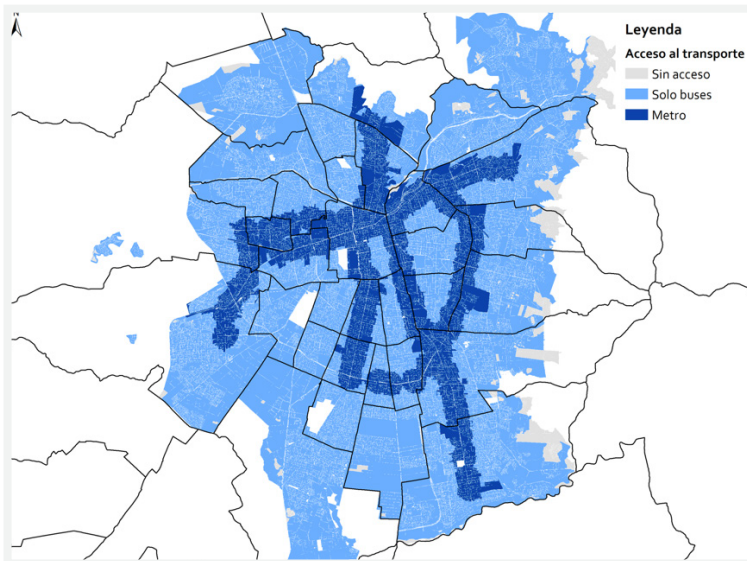 Leyenda
Acceso al transporte
Sin acceso
Solo buses
Metro